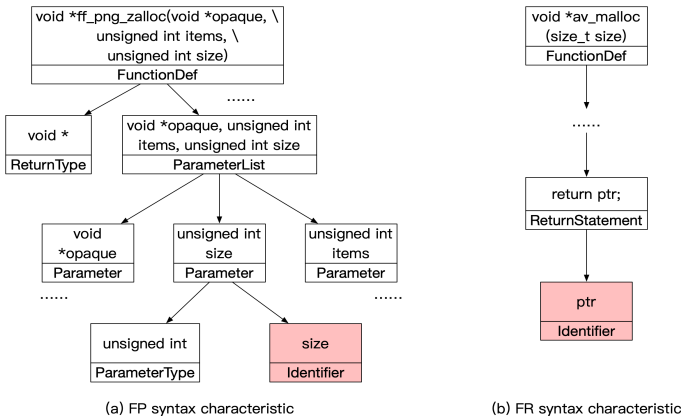 void *ff_png_zalloc(void *opaque, \
unsigned int items, \
unsigned int size)
FunctionDef
......
void *
ReturnType
void *opaque, unsigned int
items, unsigned int size
ParameterList
void
*opaque
Parameter
unsigned int
size
Parameter
unsigned int
items
Parameter
......
......
unsigned int
ParameterType
size
Identifier
(a) FP syntax characteristic
void *av_malloc
(size_t size)
FunctionDef
......
return ptr;
ReturnStatement
ptr
Identifier
(b) FR syntax characteristic